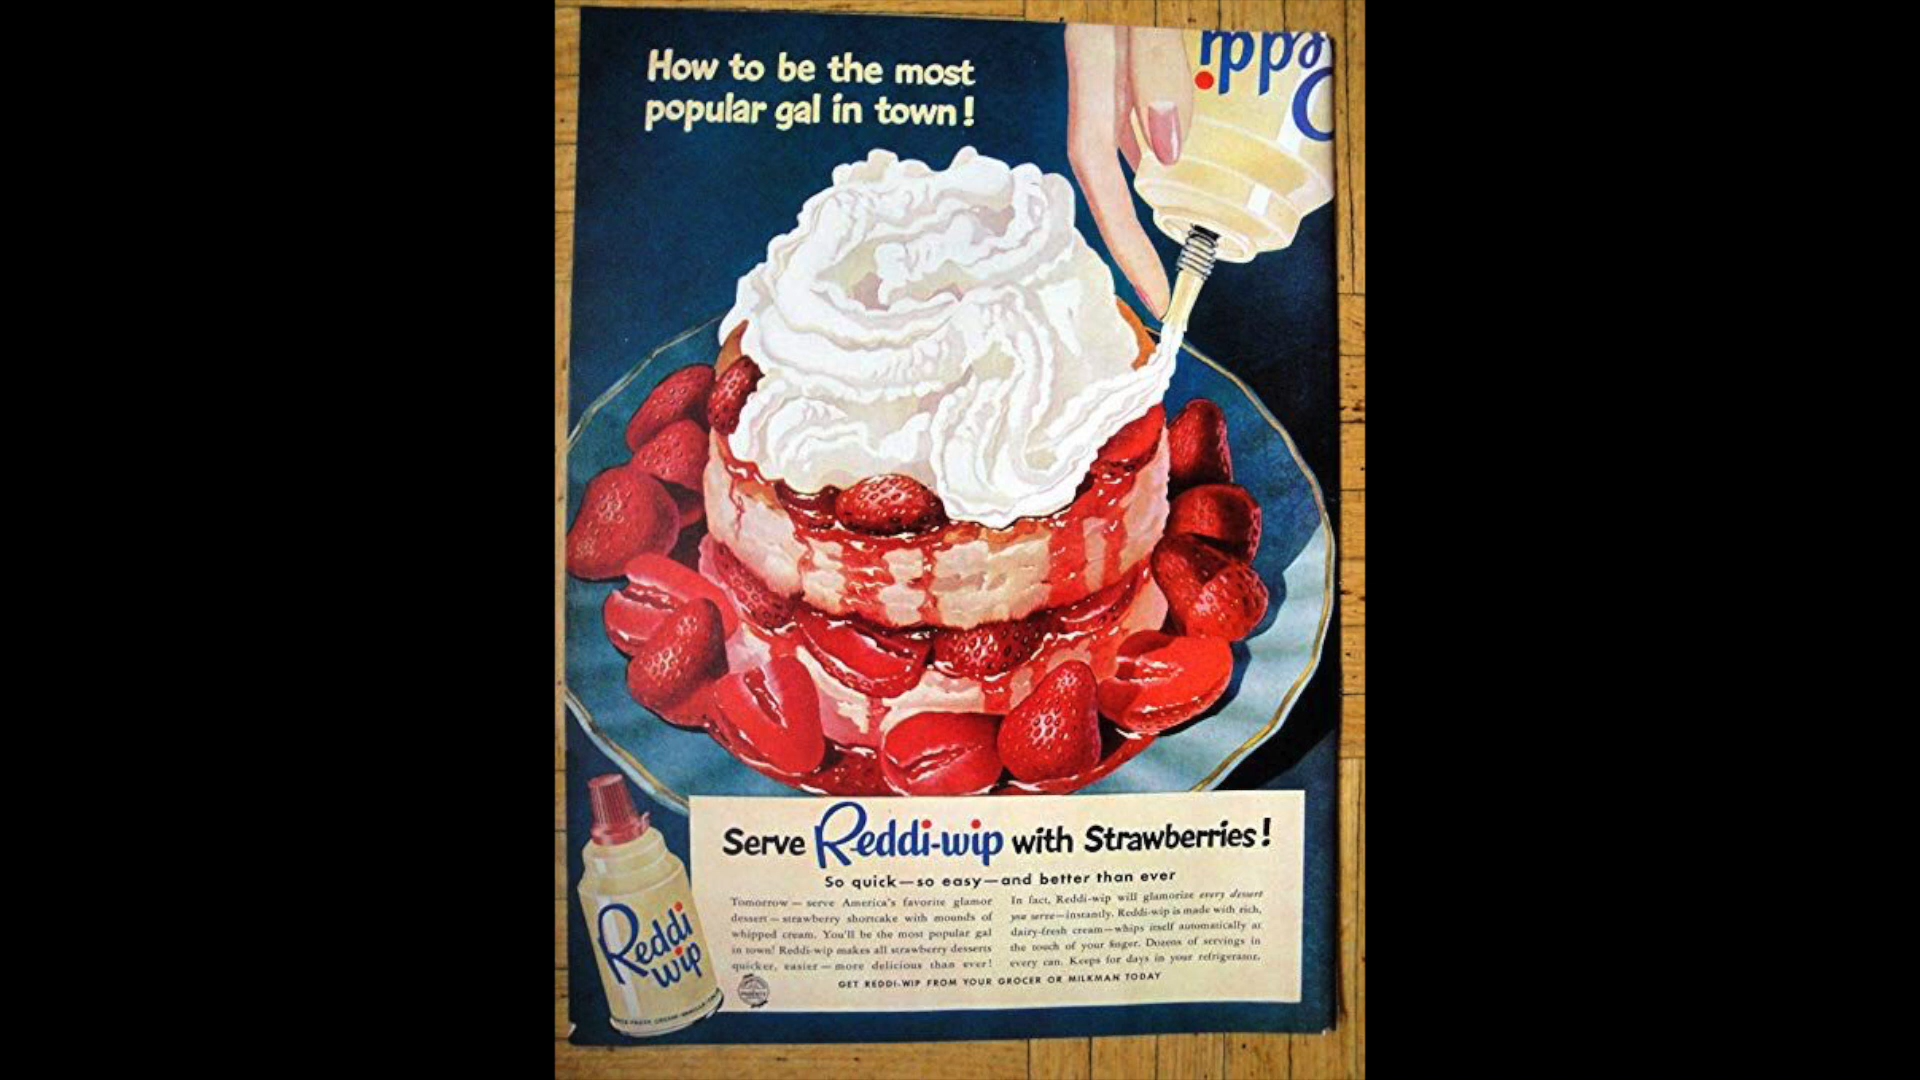 How to be the most
popular gal in town!
Reddi
Serve Reddi-wip with Strawberries!
So quick—so easy—and better than ever
Tomorrow — serve America's favorite glamor
dessert — strawberry shortcake with mounds of
whipped cream. You'll be the most popular gal
in town! Reddi-wip makes all strawberry desserts
quicker, easier — more delicious than ever!
In fact, Reddi-wip will glamorize every dessert
you serve—instantly. Reddi-wip is made with rich,
dairy-fresh cream—whips itself automatically at
the touch of your finger. Dozens of servings in
every can. Keeps for days in your refrigerator.
GET REDDI-WIP FROM YOUR GROCER OR MILKMAN TODAY
Reddi
wip